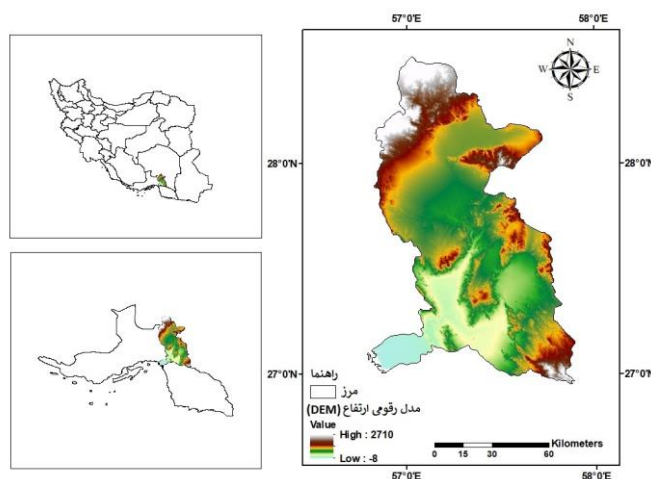 57°0'E 58°0'E
N
W E
S
28°0'N 28°0'N
27°0'N 27°0'N
راهنما
مرز
مدل رقومی ارتفاع (DEM)
Value
High : 2710
Low : -8
Kilometers
0 15 30 60
57°0'E 58°0'E